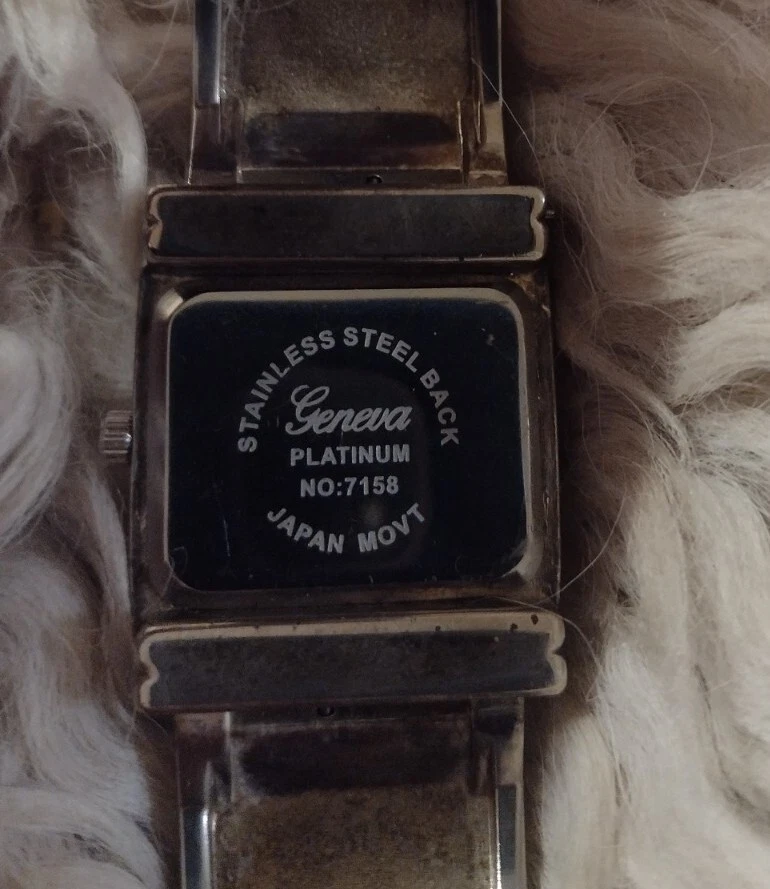 STAINLESS STEEL BACK
Geneva
PLATINUM
NO:7158
JAPAN MOVT